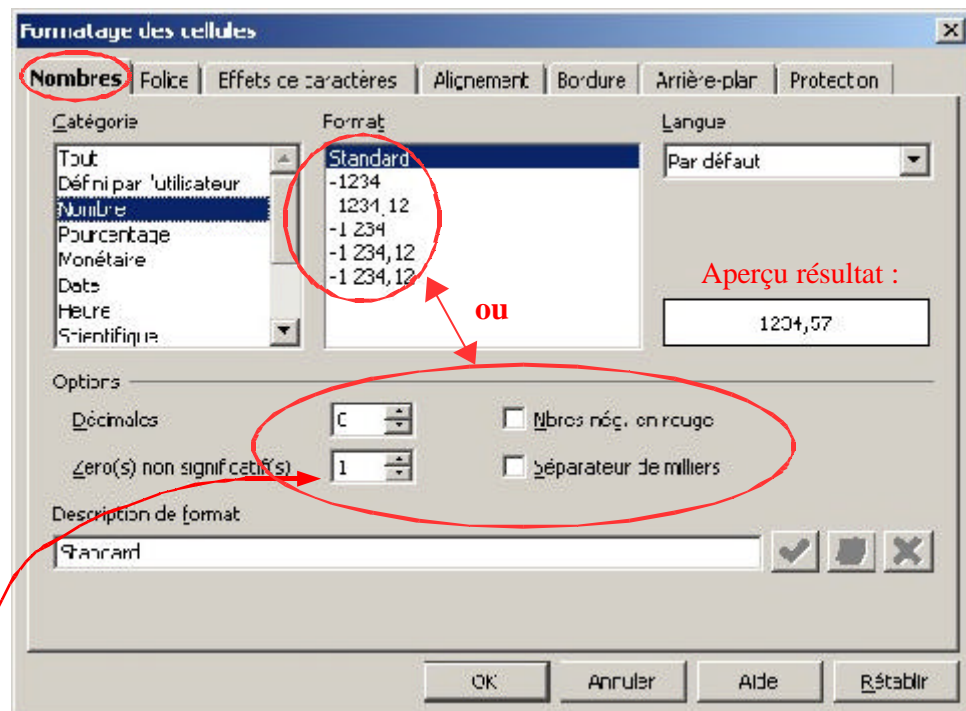 Formatage des cellules
Nombres Police Effets de caractères Alignement Bordure Arrière-plan Protection
Catégorie Format Langue
Tout
Défini par l'utilisateur
Nombre
Pourcentage
Monétaire
Date
Heure
Scientifique
Standard
-1234
1234,12
-1 234
-1 234,12
-1 234,12
Par défaut
ou
Aperçu résultat :
1234,57
Options
Décimales 0 Nbres nég. en rouge
Zéro(s) non significatif(s) 1 Séparateur de milliers
Description de format
Standard
OK Annuler Aide Rétablir